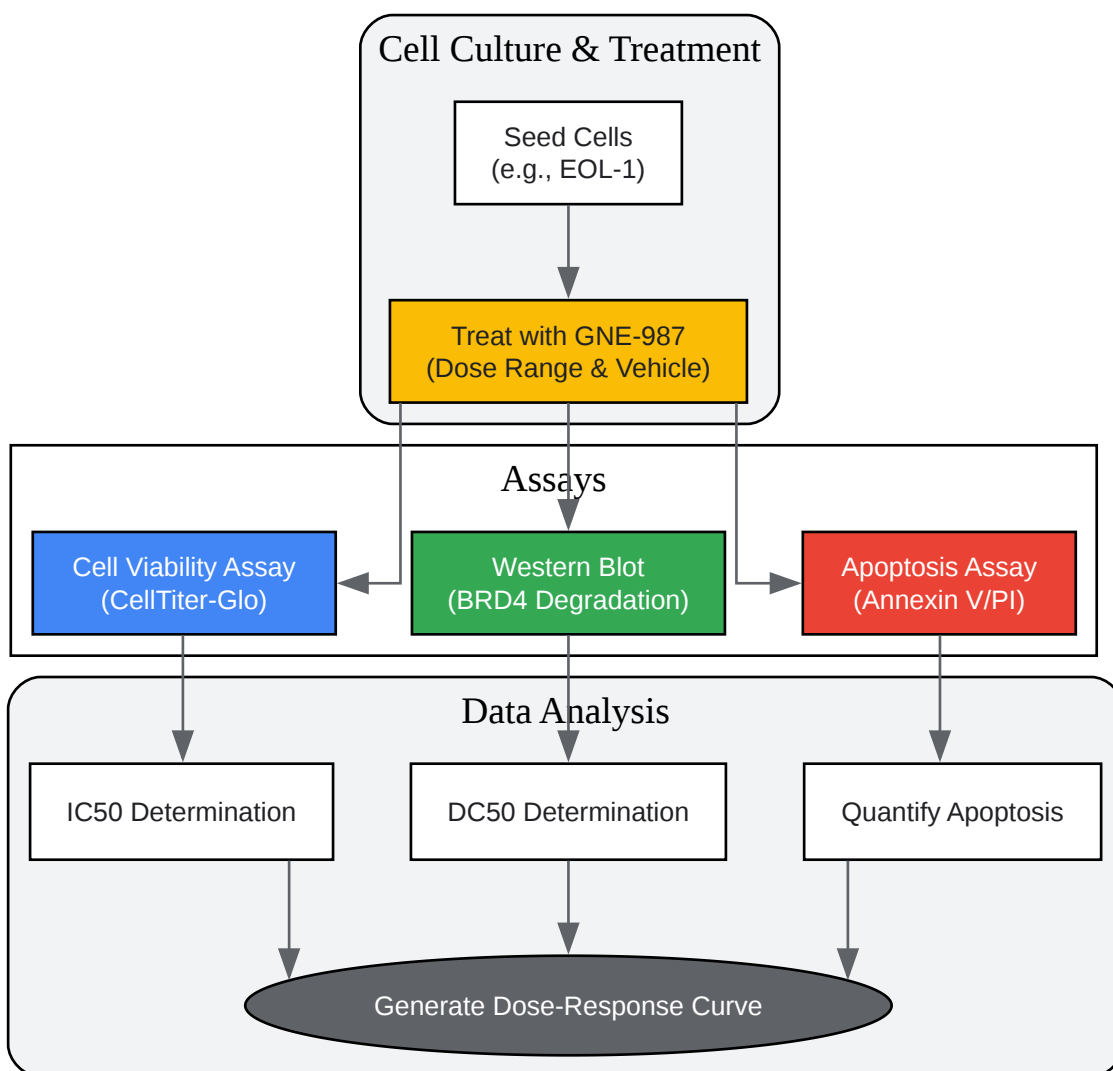 Cell Culture & Treatment
Seed Cells
(e.g., EOL-1)
Treat with GNE-987
(Dose Range & Vehicle)
Assays
Cell Viability Assay
(CellTiter-Glo)
Western Blot
(BRD4 Degradation)
Apoptosis Assay
(Annexin V/PI)
Data Analysis
IC50 Determination
DC50 Determination
Quantify Apoptosis
Generate Dose-Response Curve